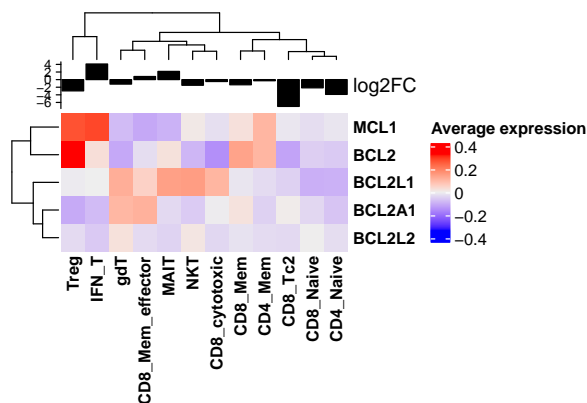 4
2
0
−2
−4
−6
log2FC
MCL1
BCL2
BCL2L1
BCL2A1
BCL2L2
Average expression
0.4
0.2
0
−0.2
−0.4
Treg
IFN_T
gdT
CD8_Mem_effector
MAIT
NKT
CD8_cytotoxic
CD8_Mem
CD4_Mem
CD8_Tc2
CD8_Naive
CD4_Naive